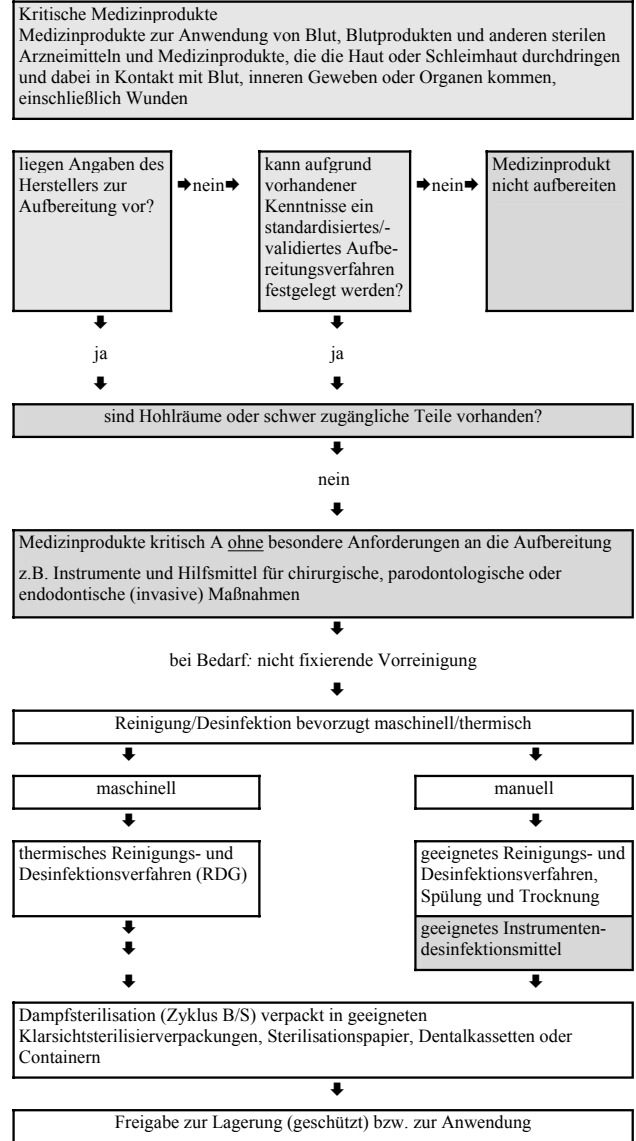 Kritische Medizinprodukte
Medizinprodukte zur Anwendung von Blut, Blutprodukten und anderen sterilen
Arzneimitteln und Medizinprodukte, die die Haut oder Schleimhaut durchdringen
und dabei in Kontakt mit Blut, inneren Geweben oder Organen kommen,
einschließlich Wunden
liegen Angaben des
Herstellers zur
Aufbereitung vor?
nein
kann aufgrund
vorhandener
Kenntnisse ein
standardisiertes/-
validiertes Aufbe-
reitungsverfahren
festgelegt werden?
nein
Medizinprodukt
nicht aufbereiten
ja
ja
sind Hohlräume oder schwer zugängliche Teile vorhanden?
nein
Medizinprodukte kritisch A ohne besondere Anforderungen an die Aufbereitung
z.B. Instrumente und Hilfsmittel für chirurgische, parodontologische oder
endodontische (invasive) Maßnahmen
bei Bedarf: nicht fixierende Vorreinigung
Reinigung/Desinfektion bevorzugt maschinell/thermisch
maschinell
manuell
thermisches Reinigungs- und
Desinfektionsverfahren (RDG)
geeignetes Reinigungs- und
Desinfektionsverfahren,
Spülung und Trocknung
geeignetes Instrumenten-
desinfektionsmittel
Dampfsterilisation (Zyklus B/S) verpackt in geeigneten
Klarsichtsterilisierverpackungen, Sterilisationspapier, Dentalkassetten oder
Containern
Freigabe zur Lagerung (geschützt) bzw. zur Anwendung